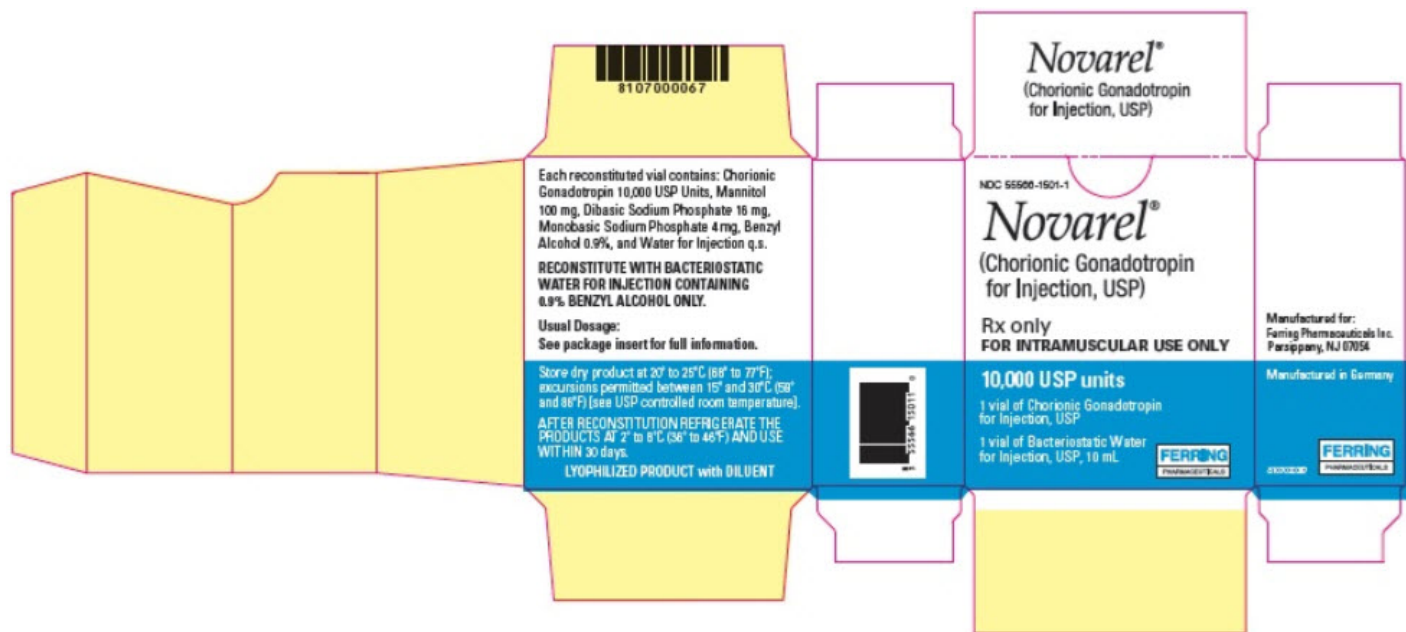 8107000067
Each reconstituted vial contains: Chorionic
Gonadotropin 10,000 USP Units, Mannitol
100 mg, Dibasic Sodium Phosphate 16 mg,
Monobasic Sodium Phosphate 4 mg, Benzyl
Alcohol 0.9%, and Water for Injection q.s.
RECONSTITUTE WITH BACTERIOSTATIC
WATER FOR INJECTION CONTAINING
0.9% BENZYL ALCOHOL ONLY.
Usual Dosage:
See package insert for full information.
Store dry product at 20° to 25°C (68° to 77°F);
excursions permitted between 15° and 30°C (59°
and 86°F) [see USP controlled room temperature].
AFTER RECONSTITUTION REFRIGERATE THE
PRODUCTS AT 2° to 8°C (36° to 46°F) AND USE
WITHIN 30 days.
LYOPHILIZED PRODUCT with DILUENT
55566 15011 0
Novarel®
(Chorionic Gonadotropin
for Injection, USP)
NDC 55566-1501-1
Novarel®
(Chorionic Gonadotropin
for Injection, USP)
Rx only
FOR INTRAMUSCULAR USE ONLY
10,000 USP units
1 vial of Chorionic Gonadotropin
for Injection, USP
1 vial of Bacteriostatic Water
for Injection, USP, 10 mL
FERRING
PHARMACEUTICALS
Manufactured for:
Ferring Pharmaceuticals Inc.
Parsippany, NJ 07054
Manufactured in Germany
FERRING
PHARMACEUTICALS